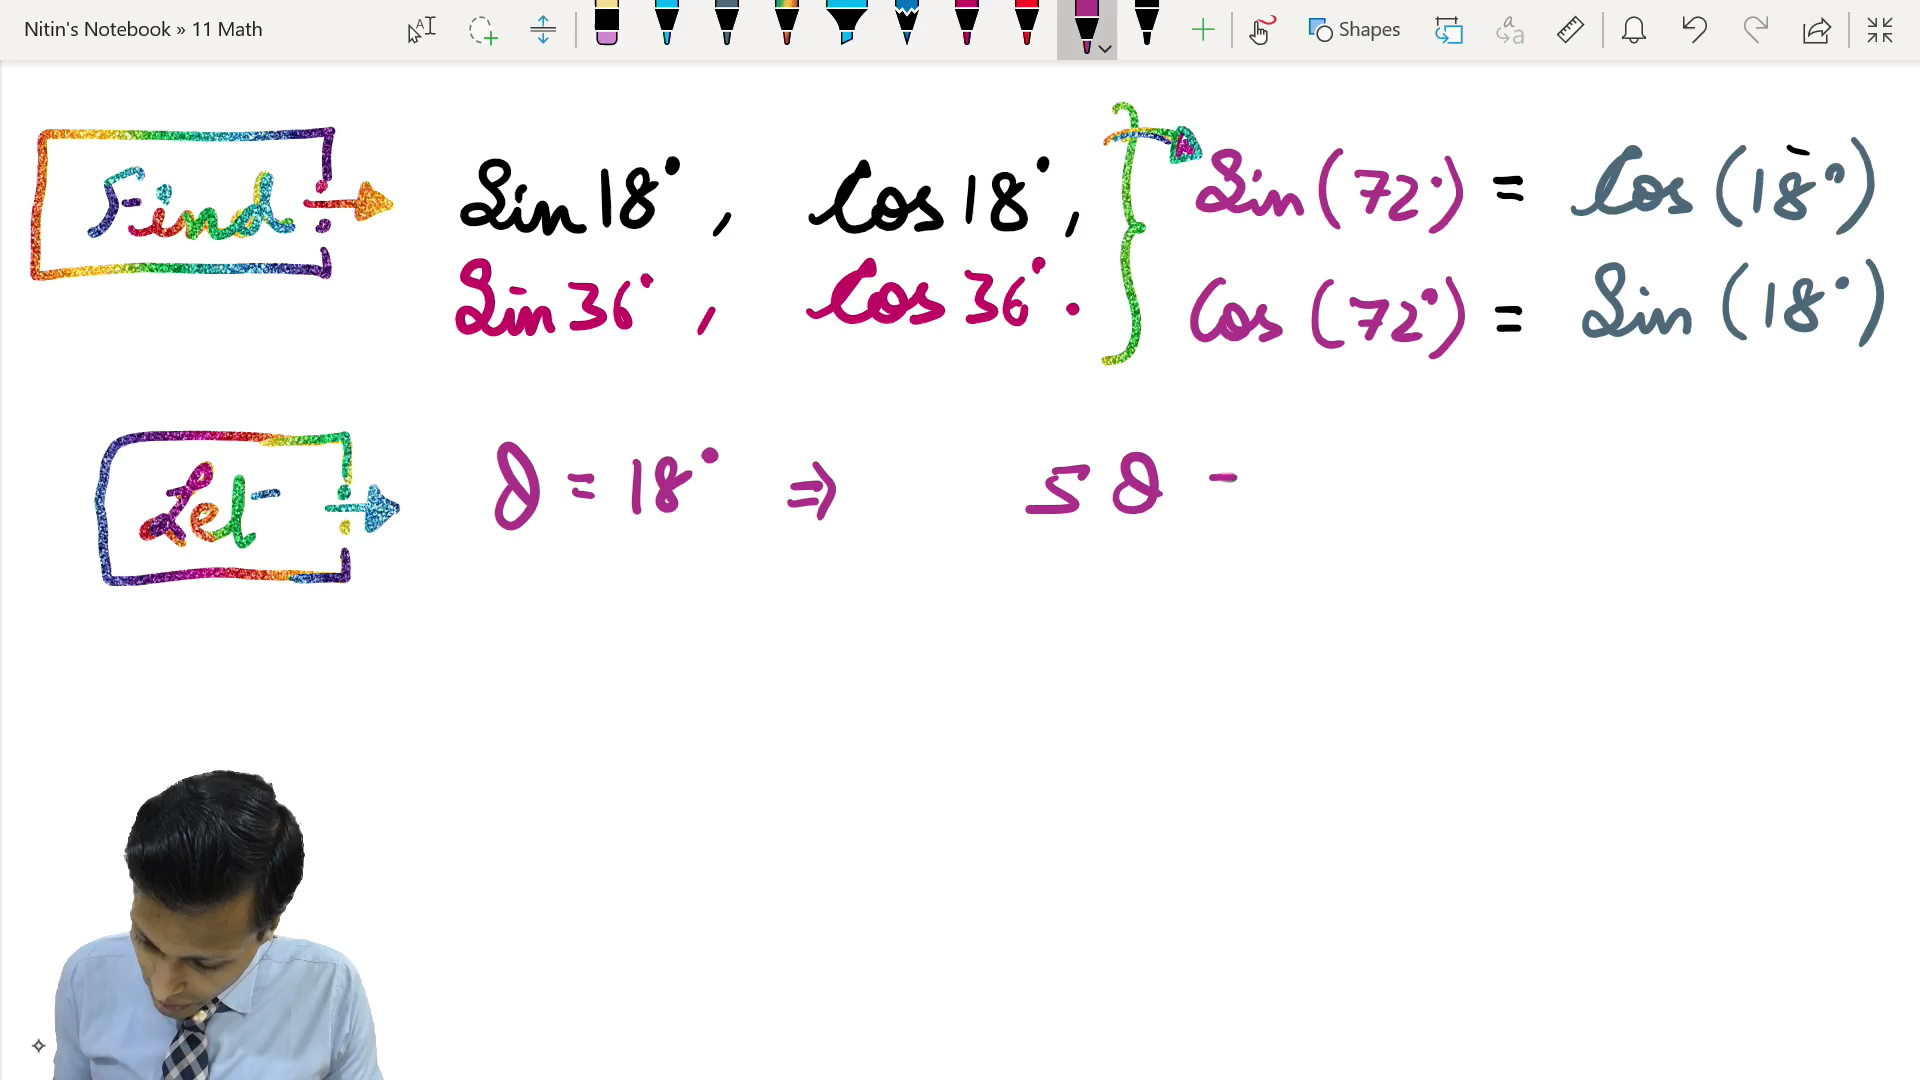 Nitin's Notebook » 11 Math
Shapes
Find
Sin 18°, Cos 18°,
Sin 36°, Cos 36°.
Sin (72°) = Cos (18°)
Cos (72°) = Sin (18°)
Let
θ = 18° ⇒ 5 θ -